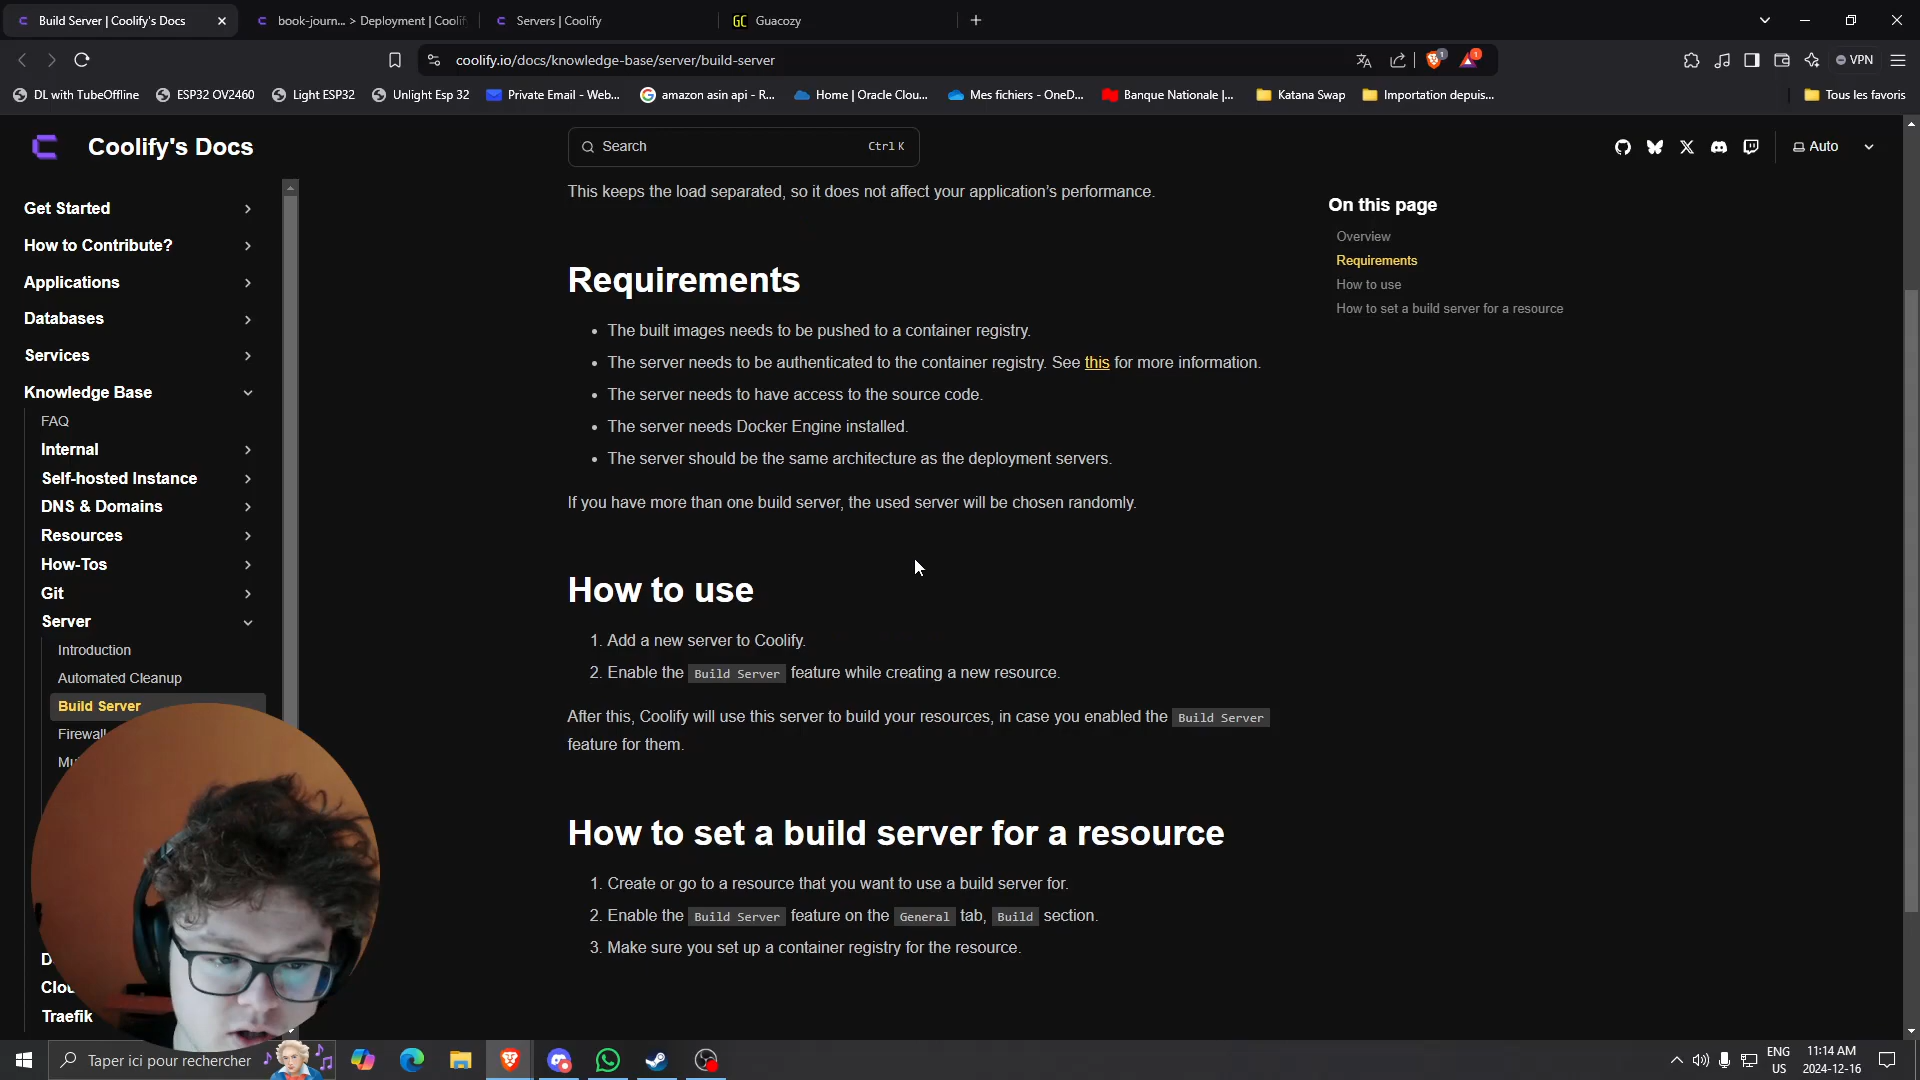 Build Server | Coolify's Docs
book-journ... > Deployment | Coolif
Servers | Coolify
GC Guacozy
coolify.io/docs/knowledge-base/server/build-server
1
1
VPN
DL with TubeOffline
ESP32 OV2460
Light ESP32
Unlight Esp 32
Private Email - Web...
amazon asin api - R...
Home | Oracle Clou...
Mes fichiers - OneD...
Banque Nationale |...
Katana Swap
Importation depuis...
Tous les favoris
Coolify's Docs
Search
Ctrl K
Auto
Get Started
How to Contribute?
Applications
Databases
Services
Knowledge Base
FAQ
Internal
Self-hosted Instance
DNS & Domains
Resources
How-Tos
Git
Server
Introduction
Automated Cleanup
Build Server
Firewall
Mu
D
Clou
Traefik
This keeps the load separated, so it does not affect your application's performance.
Requirements
• The built images needs to be pushed to a container registry.
• The server needs to be authenticated to the container registry. See this for more information.
• The server needs to have access to the source code.
• The server needs Docker Engine installed.
• The server should be the same architecture as the deployment servers.
If you have more than one build server, the used server will be chosen randomly.
How to use
1. Add a new server to Coolify.
2. Enable the Build Server feature while creating a new resource.
After this, Coolify will use this server to build your resources, in case you enabled the Build Server
feature for them.
How to set a build server for a resource
1. Create or go to a resource that you want to use a build server for.
2. Enable the Build Server feature on the General tab, Build section.
3. Make sure you set up a container registry for the resource.
On this page
Overview
Requirements
How to use
How to set a build server for a resource
Taper ici pour rechercher
ENG
US
11:14 AM
2024-12-16